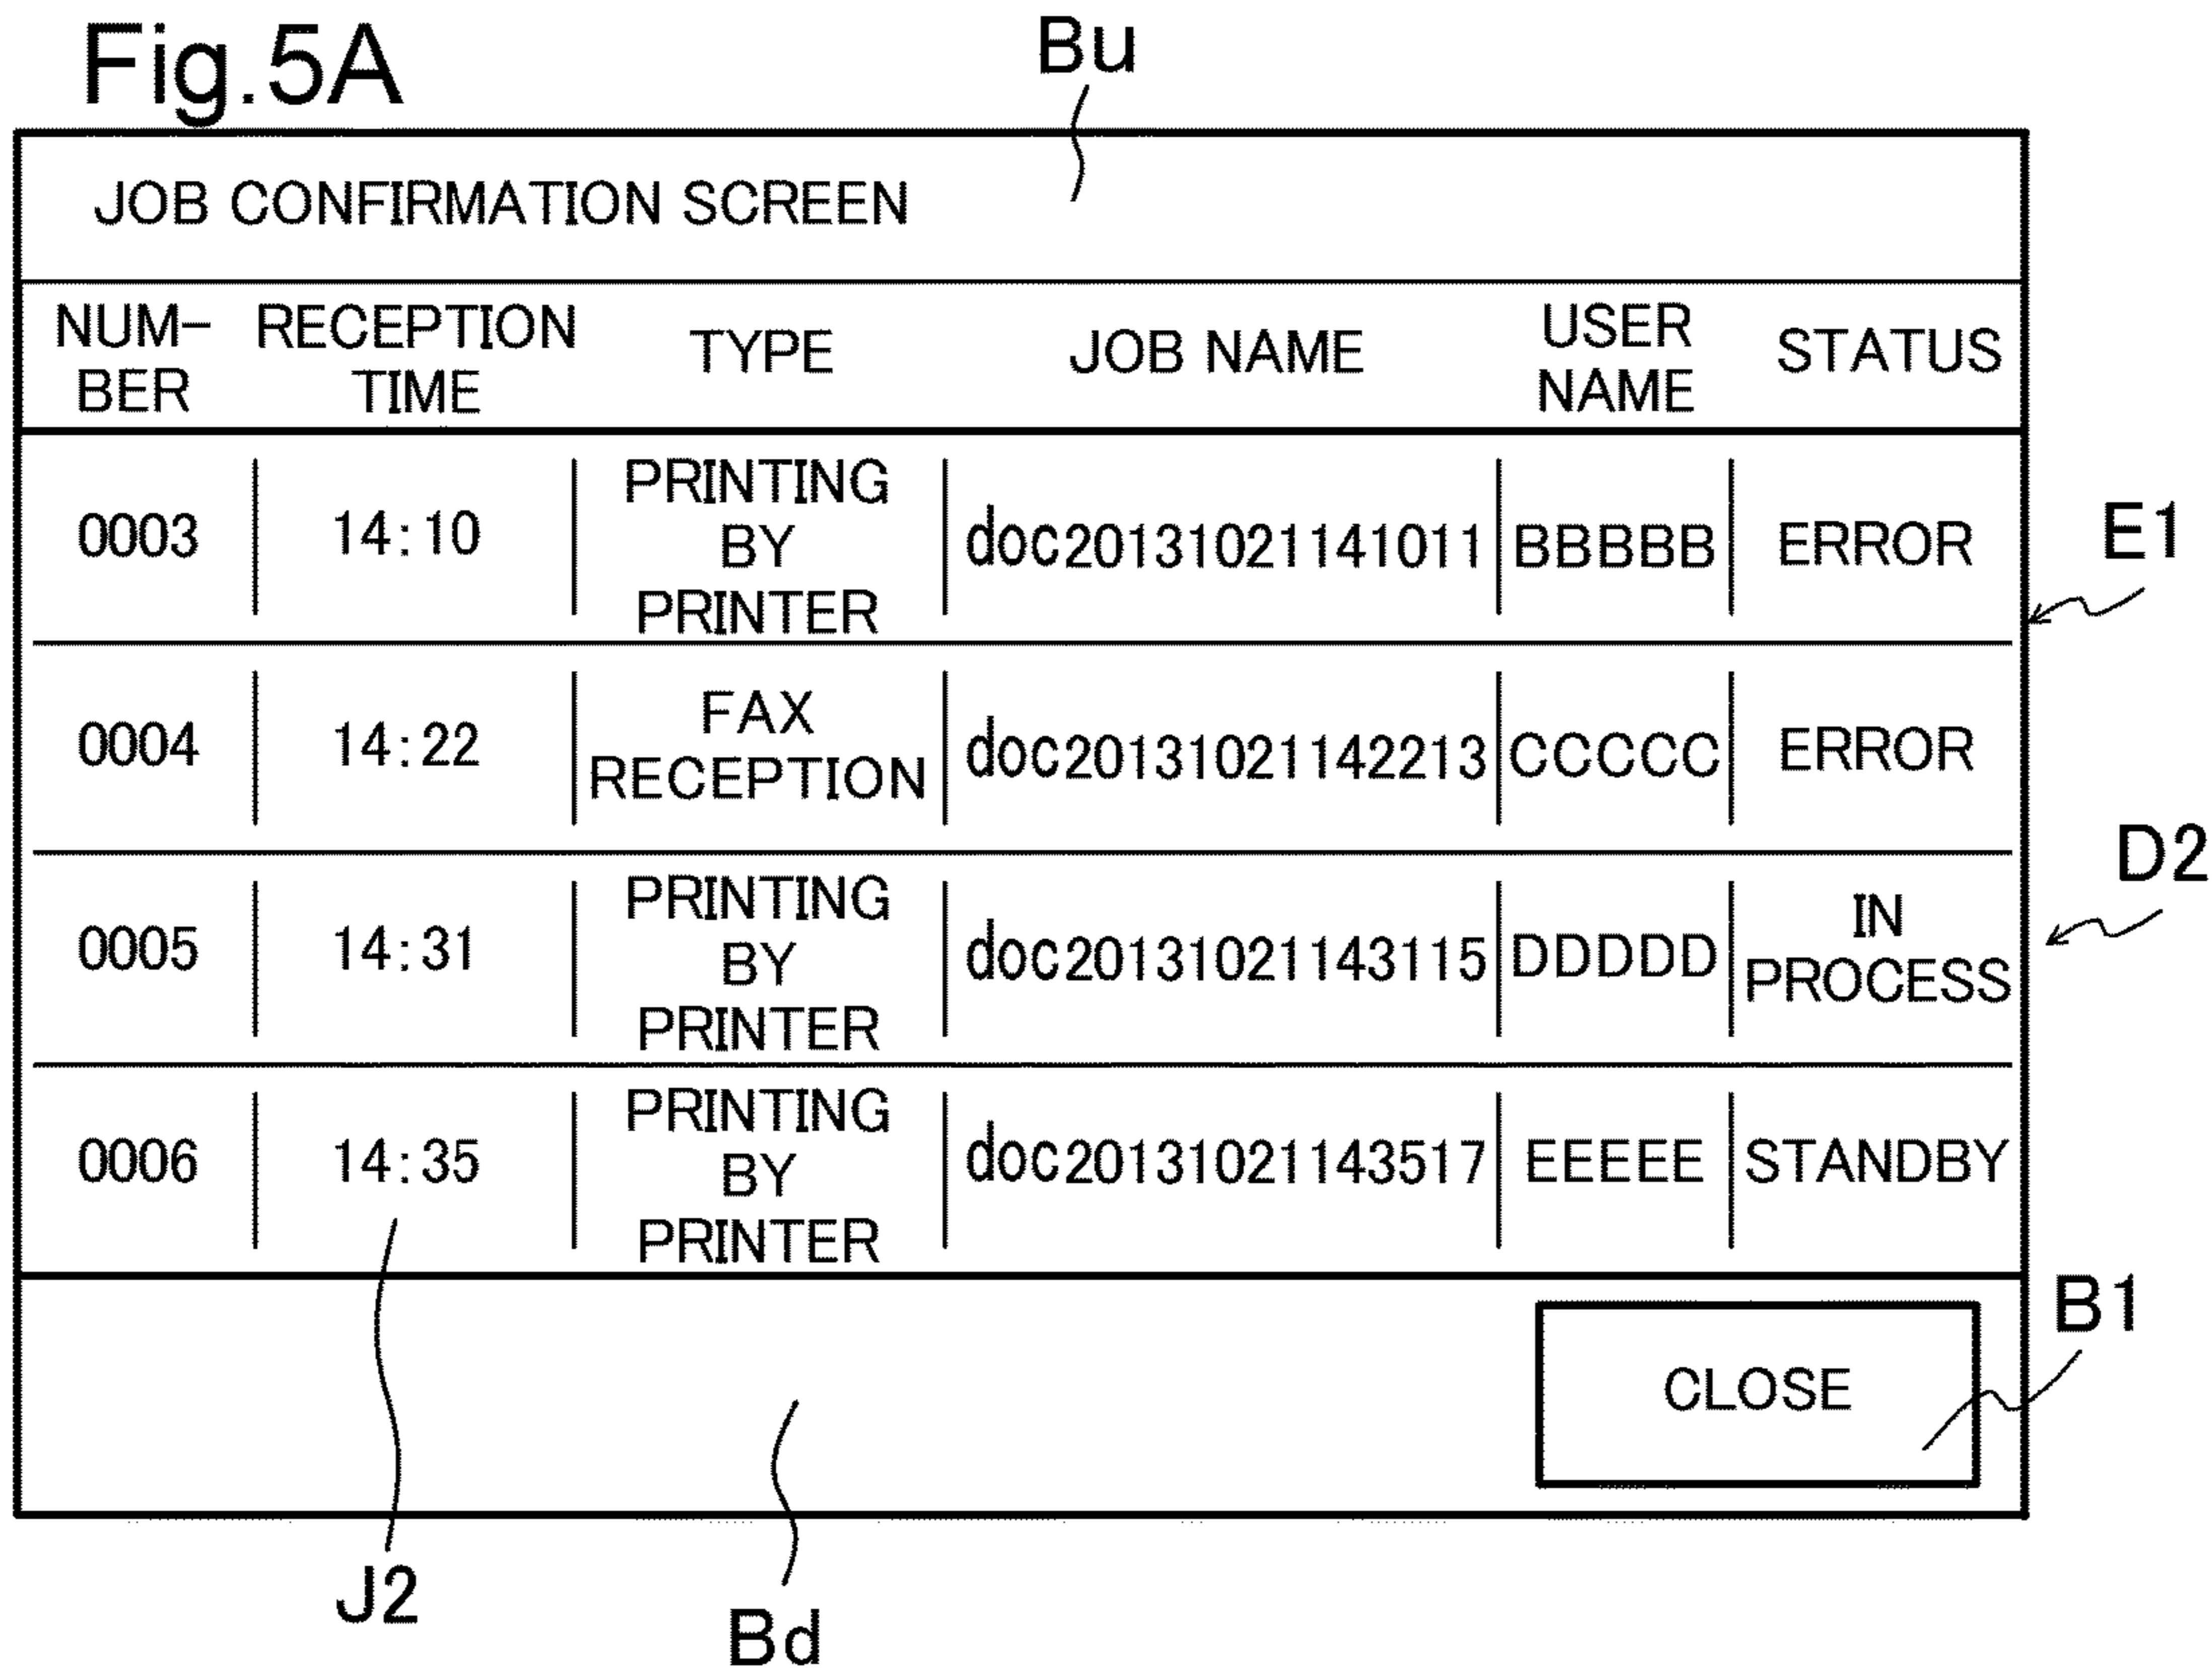 Fig.5A
Bu
JOB CONFIRMATION SCREEN
NUM-
BER
RECEPTION
TIME
TYPE
JOB NAME
USER
NAME
STATUS
0003
14:10
PRINTING
BY
PRINTER
doc20131021141011
BBBBB
ERROR
E1
0004
14:22
FAX
RECEPTION
doc20131021142213
CCCCC
ERROR
D2
0005
14:31
PRINTING
BY
PRINTER
doc20131021143115
DDDDD
IN
PROCESS
0006
14:35
PRINTING
BY
PRINTER
doc20131021143517
EEEEE
STANDBY
B1
CLOSE
J2
Bd